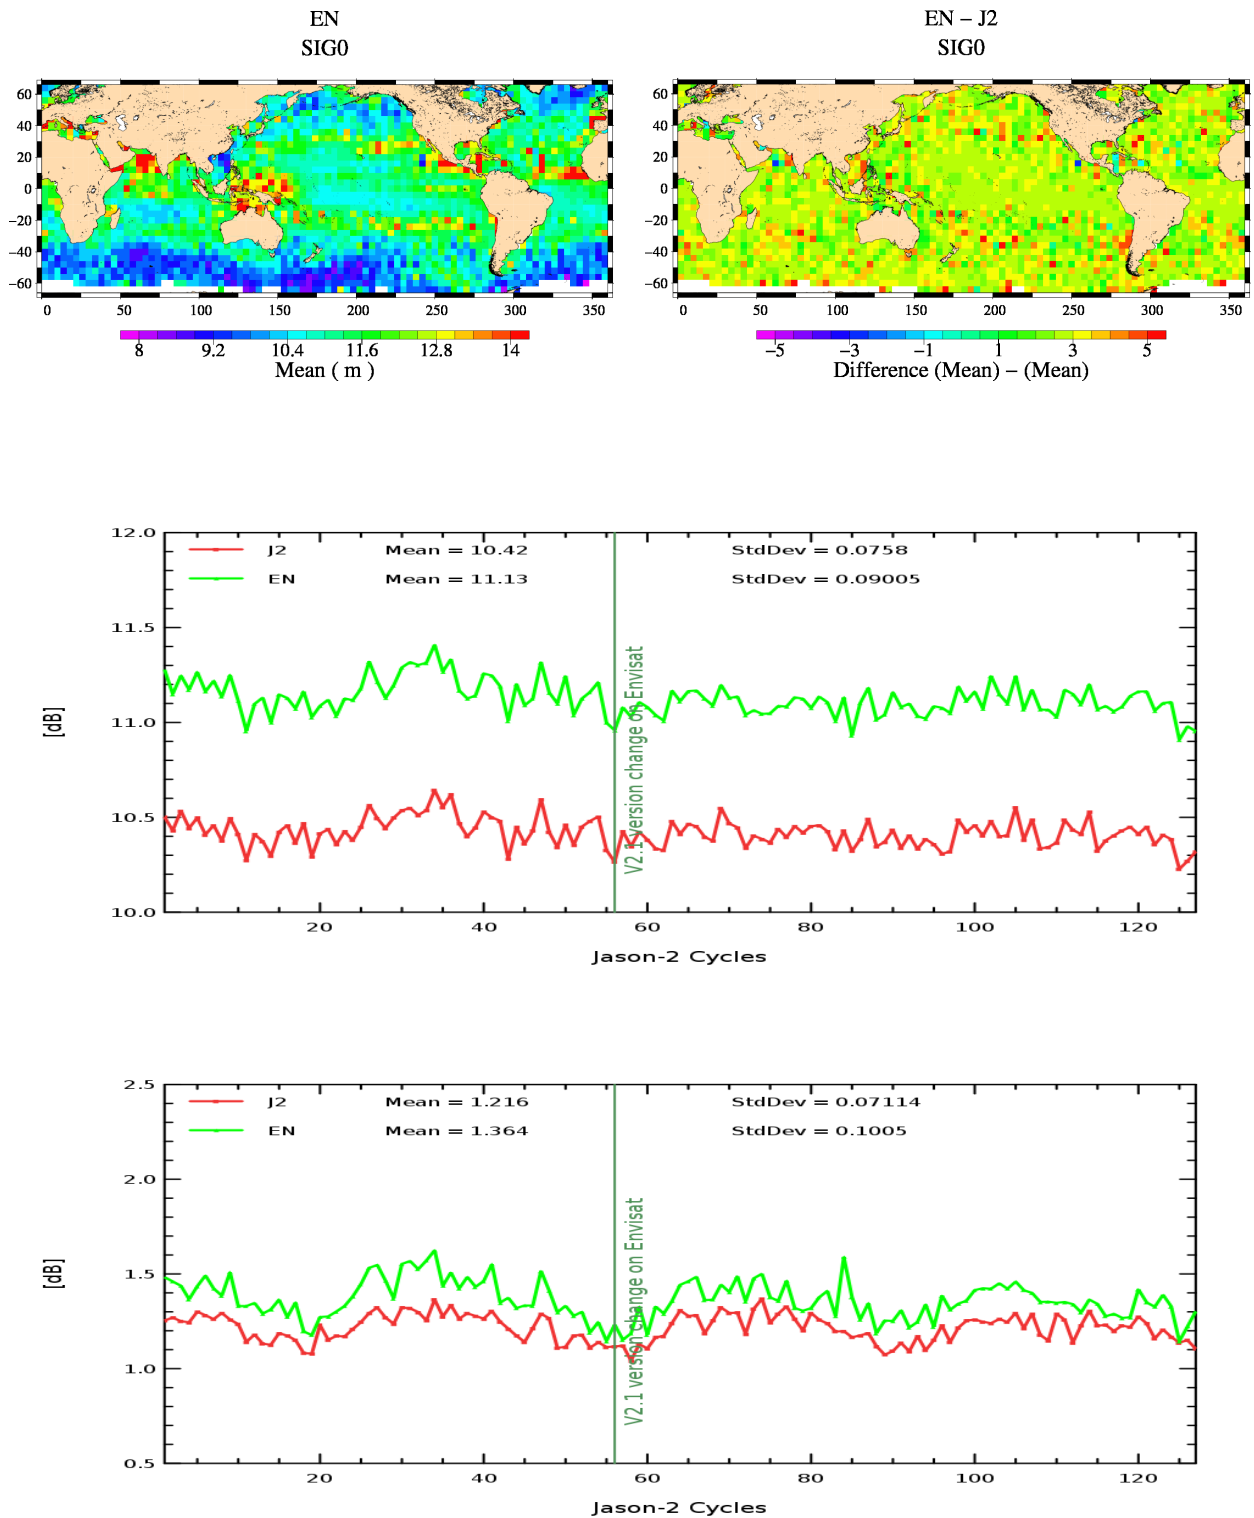 EN
SIG0
60
40
20
0
−20
−40
−60
0 50 100 150 200 250 300 350
8 9.2 10.4 11.6 12.8 14
Mean ( m )
EN − J2
SIG0
60
40
20
0
−20
−40
−60
0 50 100 150 200 250 300 350
−5 −3 −1 1 3 5
Difference (Mean) − (Mean)
J2 Mean = 10.42 StdDev = 0.0758
EN Mean = 11.13 StdDev = 0.09005
12.0
11.5
11.0
10.5
10.0
[dB]
V2.1 version change on Envisat
20 40 60 80 100 120
Jason-2 Cycles
J2 Mean = 1.216 StdDev = 0.07114
EN Mean = 1.364 StdDev = 0.1005
2.5
2.0
1.5
1.0
0.5
[dB]
V2.1 version change on Envisat
20 40 60 80 100 120
Jason-2 Cycles